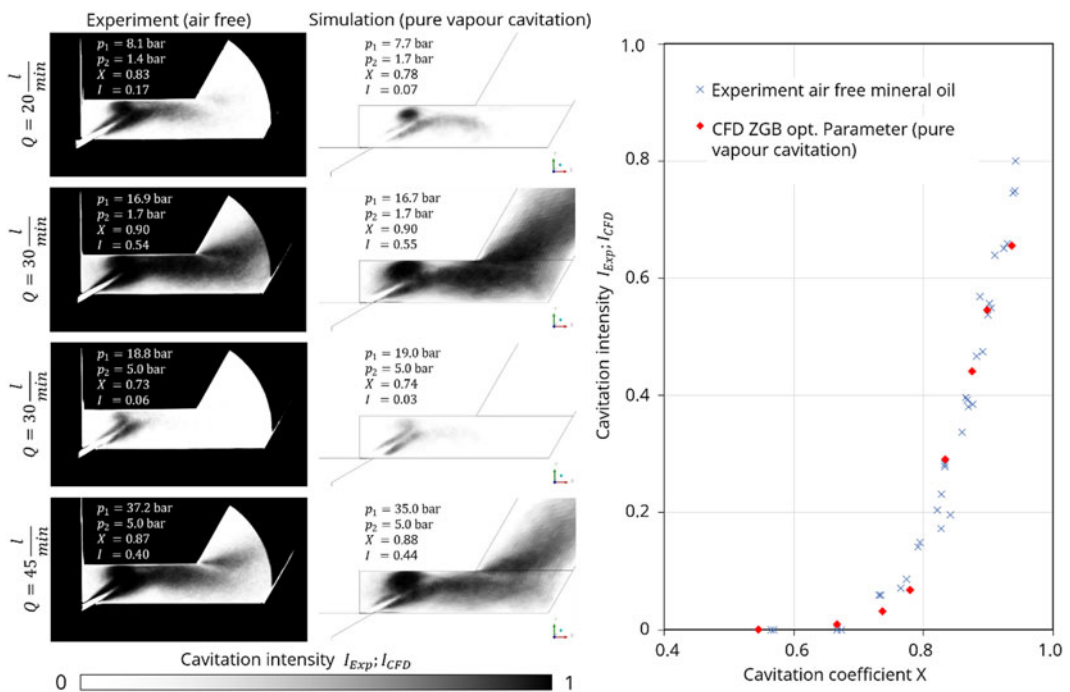 Experiment (air free)
Simulation (pure vapour cavitation)
Q = 20 l/min
p₁ = 8.1 bar
p₂ = 1.4 bar
X = 0.83
I = 0.17
p₁ = 7.7 bar
p₂ = 1.7 bar
X = 0.78
I = 0.07
Q = 30 l/min
p₁ = 16.9 bar
p₂ = 1.7 bar
X = 0.90
I = 0.54
p₁ = 16.7 bar
p₂ = 1.7 bar
X = 0.90
I = 0.55
Q = 30 l/min
p₁ = 18.8 bar
p₂ = 5.0 bar
X = 0.73
I = 0.06
p₁ = 19.0 bar
p₂ = 5.0 bar
X = 0.74
I = 0.03
Q = 45 l/min
p₁ = 37.2 bar
p₂ = 5.0 bar
X = 0.87
I = 0.40
p₁ = 35.0 bar
p₂ = 5.0 bar
X = 0.88
I = 0.44
Cavitation intensity I_Exp; I_CFD
0 1
Cavitation intensity I_Exp; I_CFD
1.0
0.8
0.6
0.4
0.2
0
Experiment air free mineral oil
CFD ZGB opt. Parameter (pure
vapour cavitation)
0.4 0.6 0.8 1.0
Cavitation coefficient X